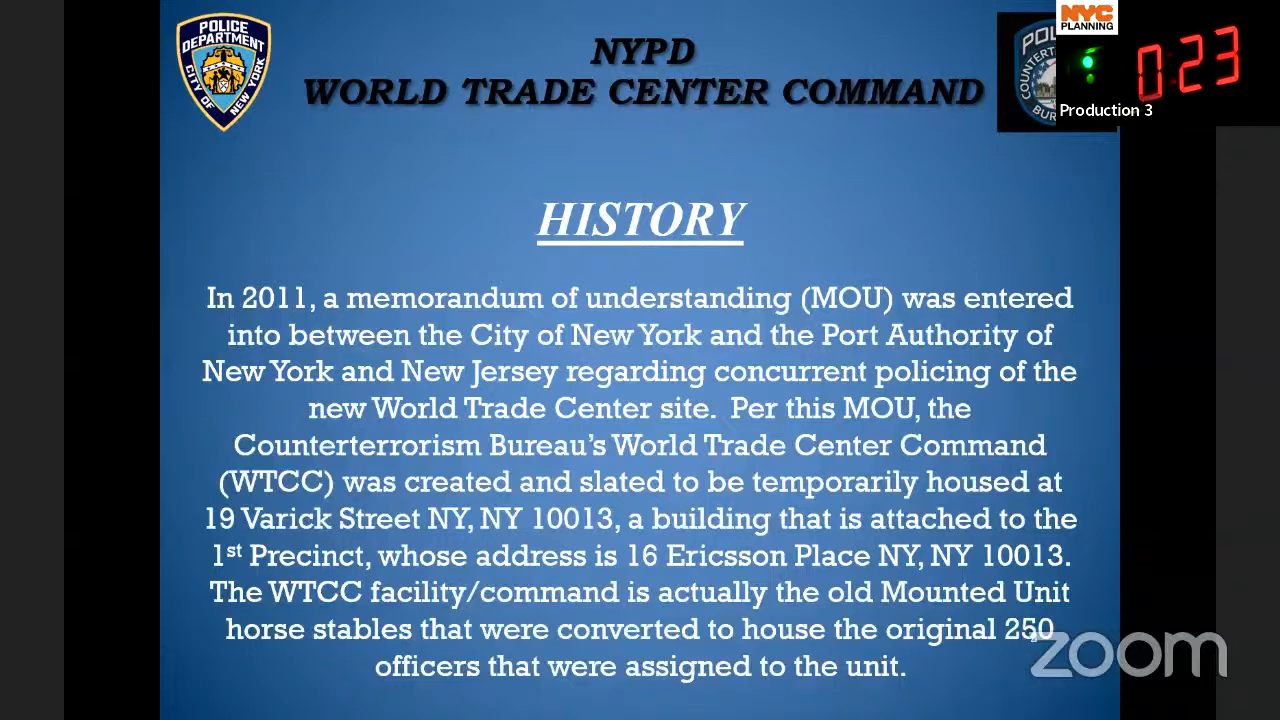 POLICE
DEPARTMENT
CITY OF NEW YORK
NYPD
WORLD TRADE CENTER COMMAND
NYC
PLANNING
0:23
Production 3
HISTORY
In 2011, a memorandum of understanding (MOU) was entered
into between the City of New York and the Port Authority of
New York and New Jersey regarding concurrent policing of the
new World Trade Center site.  Per this MOU, the
Counterterrorism Bureau’s World Trade Center Command
(WTCC) was created and slated to be temporarily housed at
19 Varick Street NY, NY 10013, a building that is attached to the
1st Precinct, whose address is 16 Ericsson Place NY, NY 10013.
The WTCC facility/command is actually the old Mounted Unit
horse stables that were converted to house the original 250
officers that were assigned to the unit.
zoom